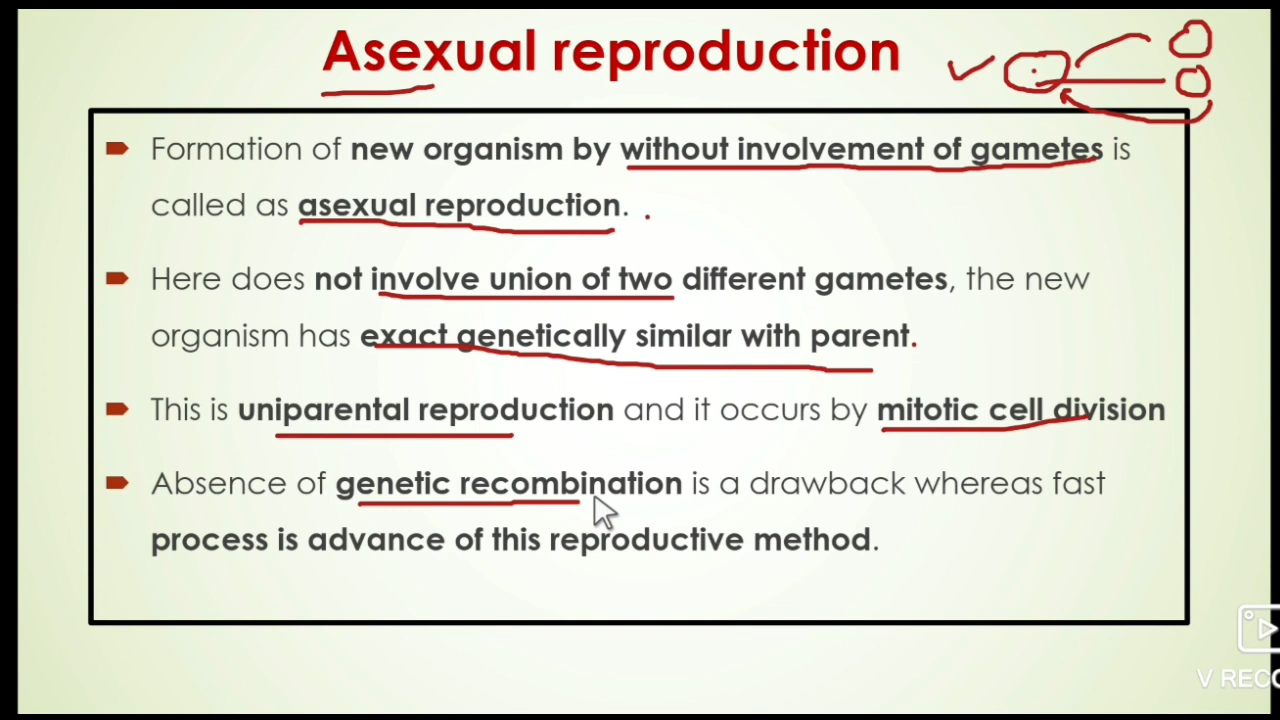 Asexual reproduction
Formation of new organism by without involvement of gametes is
called as asexual reproduction.
Here does not involve union of two different gametes, the new
organism has exact genetically similar with parent.
This is uniparental reproduction and it occurs by mitotic cell division
Absence of genetic recombination is a drawback whereas fast
process is advance of this reproductive method.
V RECO